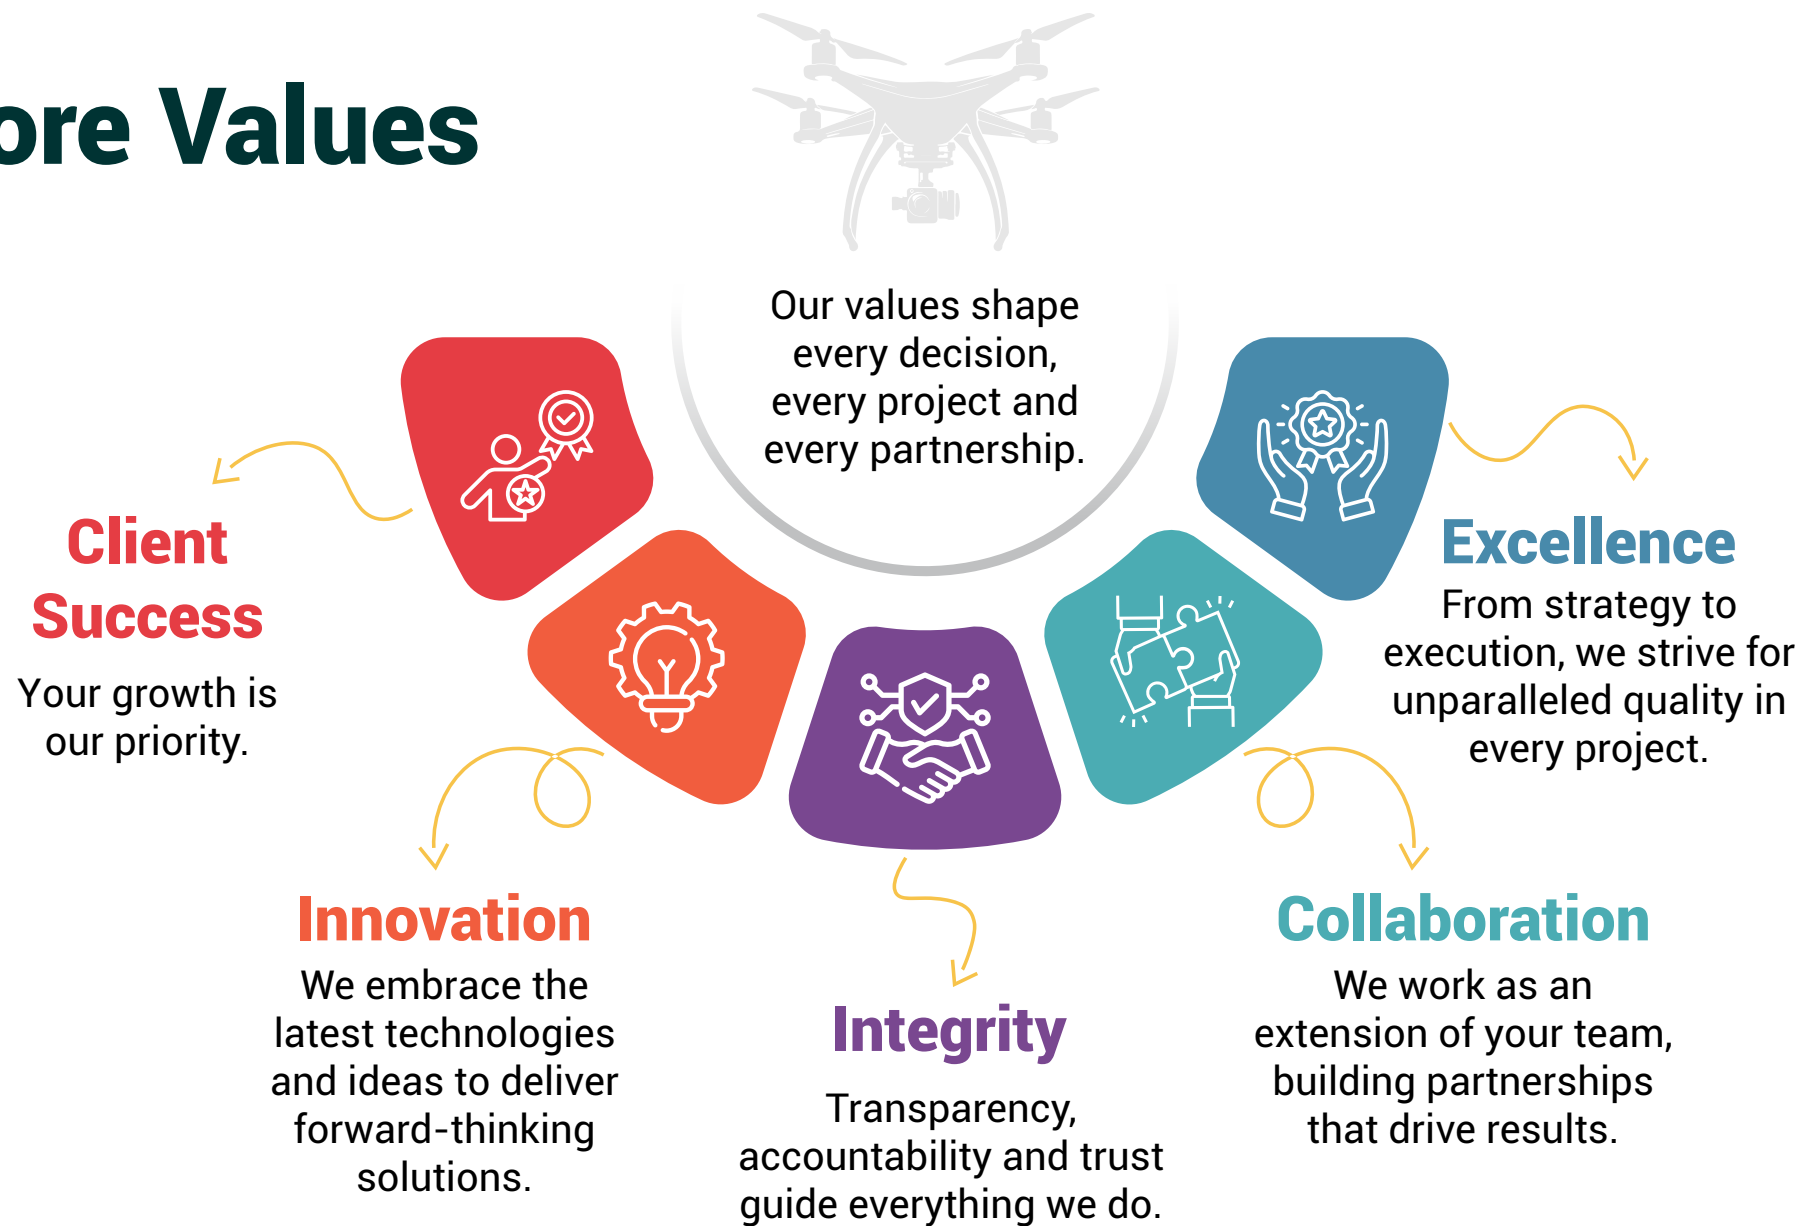 ore Values
Our values shape
every decision,
every project and
every partnership.
Client
Success
Your growth is
our priority.
Innovation
We embrace the
latest technologies
and ideas to deliver
forward-thinking
solutions.
Integrity
Transparency,
accountability and trust
guide everything we do.
Collaboration
We work as an
extension of your team,
building partnerships
that drive results.
Excellence
From strategy to
execution, we strive for
unparalleled quality in
every project.